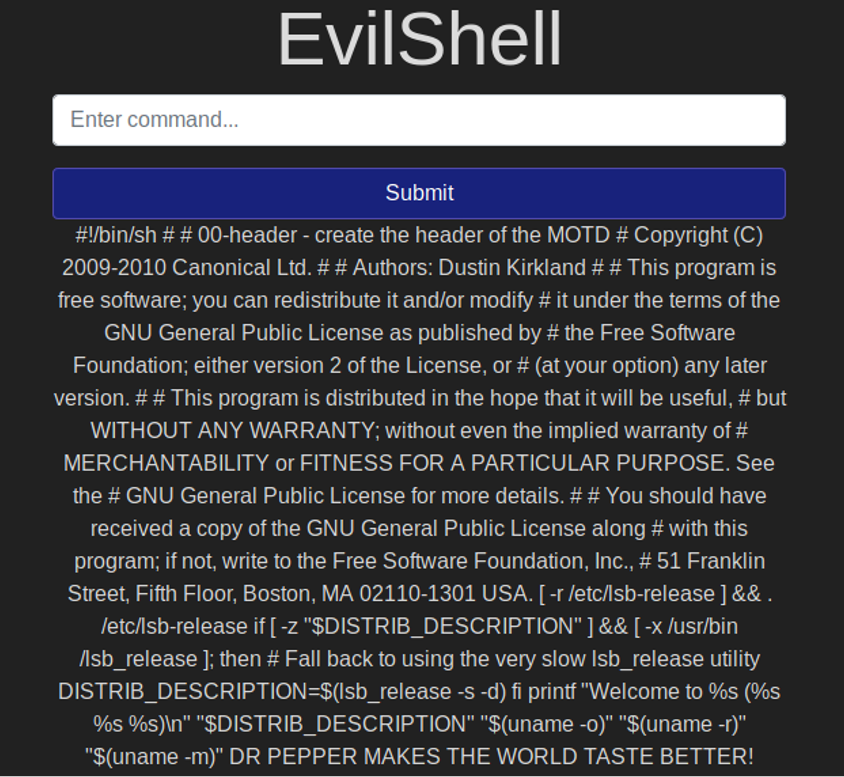 EvilShell
Enter command...
Submit
#!/bin/sh # # 00-header - create the header of the MOTD # Copyright (C)
2009-2010 Canonical Ltd. # # Authors: Dustin Kirkland # # This program is
free software; you can redistribute it and/or modify # it under the terms of the
GNU General Public License as published by # the Free Software
Foundation; either version 2 of the License, or # (at your option) any later
version. # # This program is distributed in the hope that it will be useful, # but
WITHOUT ANY WARRANTY; without even the implied warranty of #
MERCHANTABILITY or FITNESS FOR A PARTICULAR PURPOSE. See
the # GNU General Public License for more details. # # You should have
received a copy of the GNU General Public License along # with this
program; if not, write to the Free Software Foundation, Inc., # 51 Franklin
Street, Fifth Floor, Boston, MA 02110-1301 USA. [ -r /etc/lsb-release ] && .
/etc/lsb-release if [ -z "$DISTRIB_DESCRIPTION" ] && [ -x /usr/bin
/lsb_release ]; then # Fall back to using the very slow lsb_release utility
DISTRIB_DESCRIPTION=$(lsb_release -s -d) fi printf "Welcome to %s (%s
%s %s)\n" "$DISTRIB_DESCRIPTION" "$(uname -o)" "$(uname -r)"
"$(uname -m)" DR PEPPER MAKES THE WORLD TASTE BETTER!